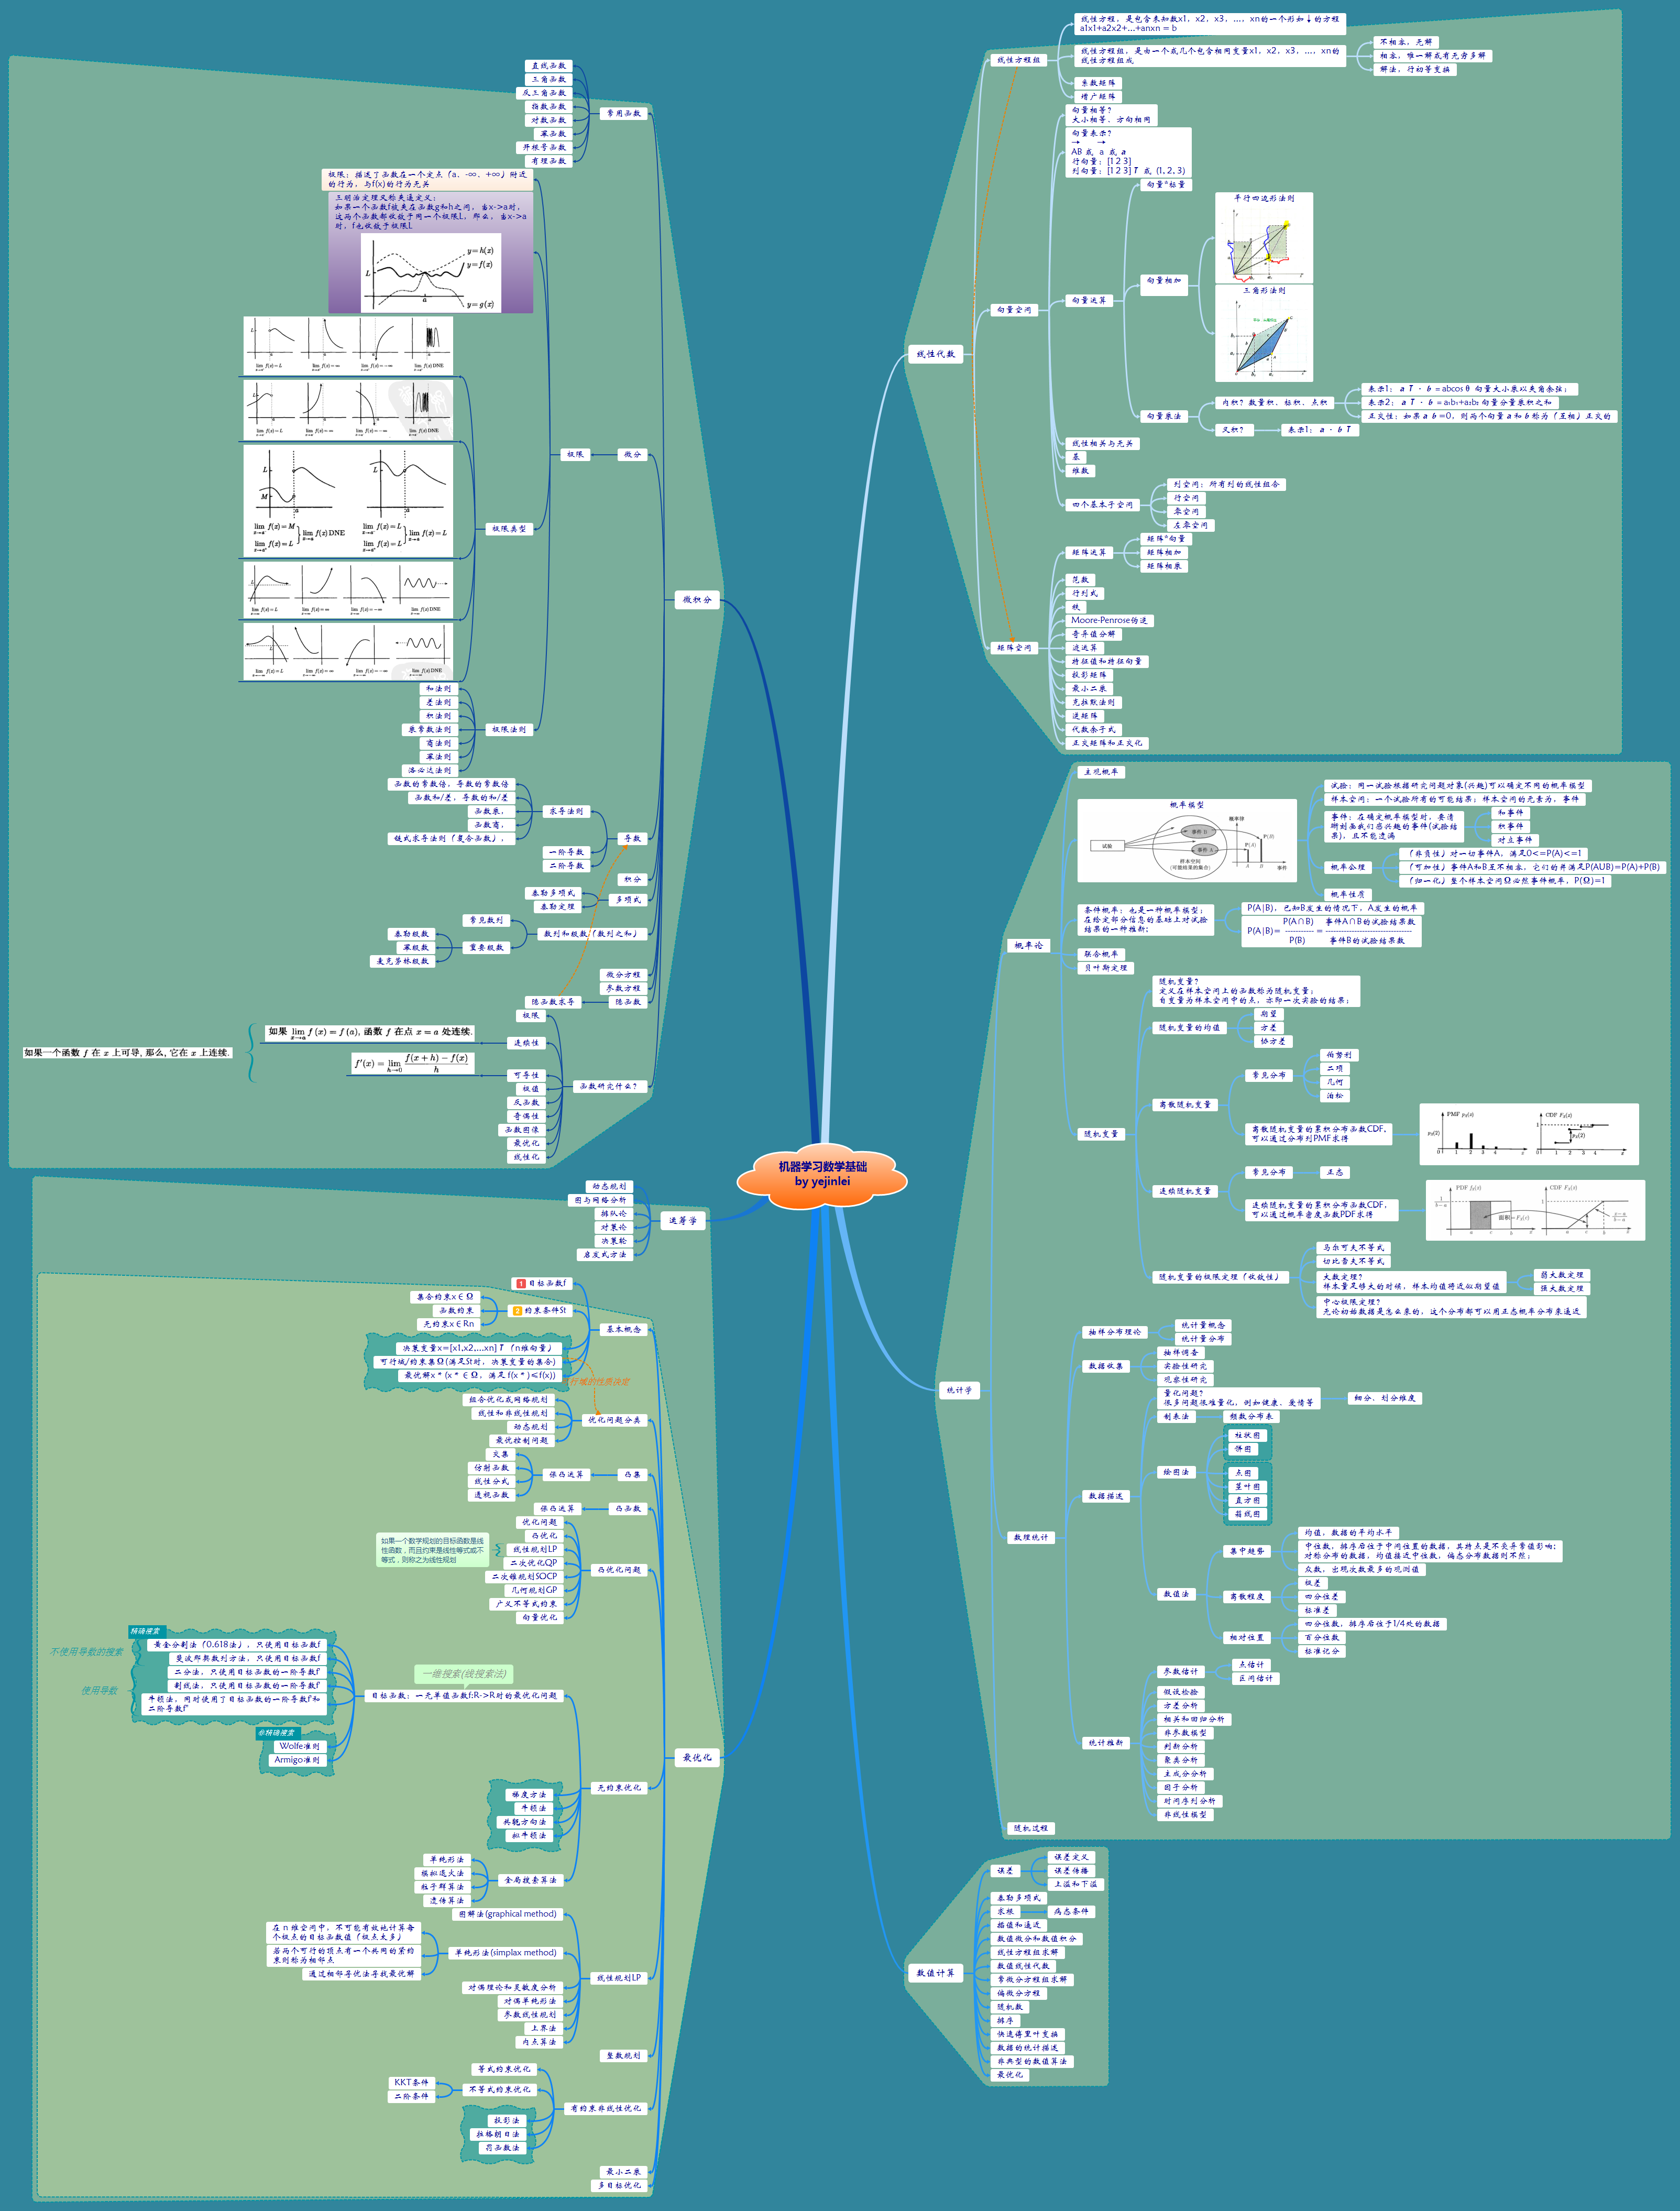 机器学习数学基础
by yejinlei
线性代数
线性方程组
线性方程，是包含未知数x1，x2，x3，...，xn的一个形如↓的方程
a1x1+a2x2+...+anxn = b
线性方程组，是由一个或几个包含相同变量x1，x2，x3，...，xn的
线性方程组成
不相容，无解
相容，唯一解或有无穷多解
解法，行初等变换
系数矩阵
增广矩阵
向量空间
向量相等？
大小相等，方向相同
向量表示？
→ →
AB 或 a 或 a
行向量：[1 2 3]
列向量：[1 2 3] T 或 (1, 2, 3)
向量运算
向量*标量
向量相加
平行四边形法则
三角形法则
向量乘法
内积？数量积、标积、点积
表示1：a T · b = abcos θ 向量大小乘以夹角余弦；
表示2：a T · b = a₁b₁+a₂b₂ 向量分量乘积之和
正交性：如果 a b =0，则两个向量 a 和 b 称为（互相）正交的
叉积？
表示1：a · b T
线性相关与无关
基
维数
四个基本子空间
列空间：所有列的线性组合
行空间
零空间
左零空间
矩阵空间
矩阵运算
矩阵*向量
矩阵相加
矩阵相乘
范数
行列式
秩
Moore-Penrose伪逆
奇异值分解
迹运算
特征值和特征向量
投影矩阵
最小二乘
克拉默法则
逆矩阵
代数余子式
正交矩阵和正交化
统计学
概率论
主观概率
概率模型
试验
事件 B
事件 A
样本空间
(可能结果的集合)
概率律
P(B)
P(A)
A B 事件
试验：同一试验根据研究问题对象(兴趣)可以确定不同的概率模型
样本空间：一个试验所有的可能结果；样本空间的元素为，事件
事件：在确定概率模型时，要清
晰刻画我们感兴趣的事件(试验结
果)，且不能遗漏
和事件
积事件
对立事件
概率公理
（非负性）对一切事件A，满足0<=P(A)<=1
（可加性）事件A和B互不相容，它们的并满足P(AUB)=P(A)+P(B)
（归一化）整个样本空间Ω必然事件概率，P(Ω)=1
概率性质
条件概率：也是一种概率模型；
在给定部分信息的基础上对试验
结果的一种推断；
P(A|B)，已知B发生的情况下，A发生的概率
P(A∩B) 事件A∩B的试验结果数
P(A|B)= ------------ = ------------------------------------
P(B) 事件B的试验结果数
联合概率
贝叶斯定理
随机变量
随机变量？
定义在样本空间上的函数称为随机变量；
自变量为样本空间中的点，亦即一次实验的结果；
随机变量的均值
期望
方差
协方差
离散随机变量
常见分布
伯努利
二项
几何
泊松
离散随机变量的累积分布函数CDF，
可以通过分布列PMF求得
连续随机变量
常见分布
正态
连续随机变量的累积分布函数CDF，
可以通过概率密度函数PDF求得
随机变量的极限定理（收敛性）
马尔可夫不等式
切比雪夫不等式
大数定理？
样本量足够大的时候，样本均值将近似期望值
弱大数定理
强大数定理
中心极限定理？
无论初始数据是怎么来的，这个分布都可以用正态概率分布来逼近
数理统计
抽样分布理论
统计量概念
统计量分布
数据收集
抽样调查
实验性研究
观察性研究
数据描述
量化问题？
很多问题很难量化，例如健康、爱情等
细分、划分维度
制表法
频数分布表
绘图法
柱状图
饼图
点图
茎叶图
直方图
箱线图
数值法
集中趋势
均值，数据的平均水平
中位数，排序后位于中间位置的数据，其特点是不受异常值影响；
对称分布的数据，均值接近中位数，偏态分布数据则不然；
众数，出现次数最多的观测值
离散程度
极差
四分位差
标准差
相对位置
四分位数，排序后位于1/4处的数据
百分位数
标准化分
统计推断
参数估计
点估计
区间估计
假设检验
方差分析
相关和回归分析
非参数模型
判断分析
聚类分析
主成分分析
因子分析
时间序列分析
非线性模型
随机过程
数值计算
误差
误差定义
误差传播
上溢和下溢
泰勒多项式
求根
病态条件
插值和逼近
数值微分和数值积分
线性方程组求解
数值线性代数
常微分方程组求解
偏微分方程
随机数
排序
快速傅里叶变换
数据的统计描述
非典型的数值算法
最优化
微积分
常用函数
直线函数
三角函数
反三角函数
指数函数
对数函数
幂函数
开根号函数
有理函数
微分
极限
极限：描述了函数在一个定点（a，-∞，+∞）附近
的行为，与f(x)的行为无关
三明治定理又称夹逼定义：
如果一个函数f被夹在函数g和h之间，当x->a时，
这两个函数都收敛于同一个极限L，那么，当x->a
时，f也收敛于极限L
y = h(x)
y = f(x)
y = g(x)
极限类型
极限法则
和法则
差法则
积法则
乘常数法则
商法则
幂法则
洛必达法则
导数
求导法则
函数的常数倍，导数的常数倍
函数和/差，导数的和/差
函数乘，
函数商，
链式求导法则（复合函数），
一阶导数
二阶导数
积分
多项式
泰勒多项式
泰勒定理
数列和级数（数列之和）
常见数列
重要级数
泰勒级数
幂级数
麦克劳林级数
微分方程
参数方程
隐函数
隐函数求导
函数研究什么？
极限
连续性
如果 lim f(x) = f(a), 函数 f 在点 x = a 处连续.
x→a
可导性
f'(x) = lim f(x + h) − f(x)
h→0 h
如果一个函数 f 在 x 上可导, 那么, 它在 x 上连续.
极值
反函数
奇偶性
函数图像
最优化
线性化
运筹学
动态规划
图与网络分析
排队论
对策论
决策轮
启发式方法
最优化
基本概念
1 目标函数f
2 约束条件St
集合约束x∈Ω
函数约束
无约束x∈Rn
决策变量x=[x1,x2,...xn] T（n维向量）
可行域/约束集Ω(满足St时，决策变量的集合)
最优解x*(x*∈Ω，满足 f(x*)≤f(x))
行域的性质决定
优化问题分类
组合优化或网络规划
线性和非线性规划
动态规划
最优控制问题
凸集
保凸运算
交集
仿射函数
线性分式
透视函数
凸函数
保凸运算
凸优化问题
优化问题
凸优化
线性规划LP
如果一个数学规划的目标函数是线
性函数，而且约束是线性等式或不
等式，则称之为线性规划
二次优化QP
二次锥规划SOCP
几何规划GP
广义不等式约束
向量优化
无约束优化
一维搜索(线搜索法)
目标函数：一元单值函数f:R->R时的最优化问题
精确搜索
不使用导数的搜索
黄金分割法（0.618法），只使用目标函数f
斐波那契数列方法，只使用目标函数f
使用导数
二分法，只使用目标函数的一阶导数f'
割线法，只使用目标函数的一阶导数f'
牛顿法，同时使用了目标函数的一阶导数f'和
二阶导数f''
非精确搜索
Wolfe准则
Armigo准则
梯度方法
牛顿法
共轭方向法
拟牛顿法
全局搜索算法
单纯形法
模拟退火法
粒子群算法
遗传算法
线性规划LP
图解法(graphical method)
单纯形法(simplax method)
在 n 维空间中，不可能有效地计算每
个极点的目标函数值（极点太多）
若两个可行的顶点有一个共同的紧约
束则称为相邻点
通过相邻寻优法寻找最优解
对偶理论和灵敏度分析
对偶单纯形法
参数线性规划
上界法
内点算法
整数规划
有约束非线性优化
等式约束优化
不等式约束优化
KKT条件
二阶条件
投影法
拉格朗日法
罚函数法
最小二乘
多目标优化